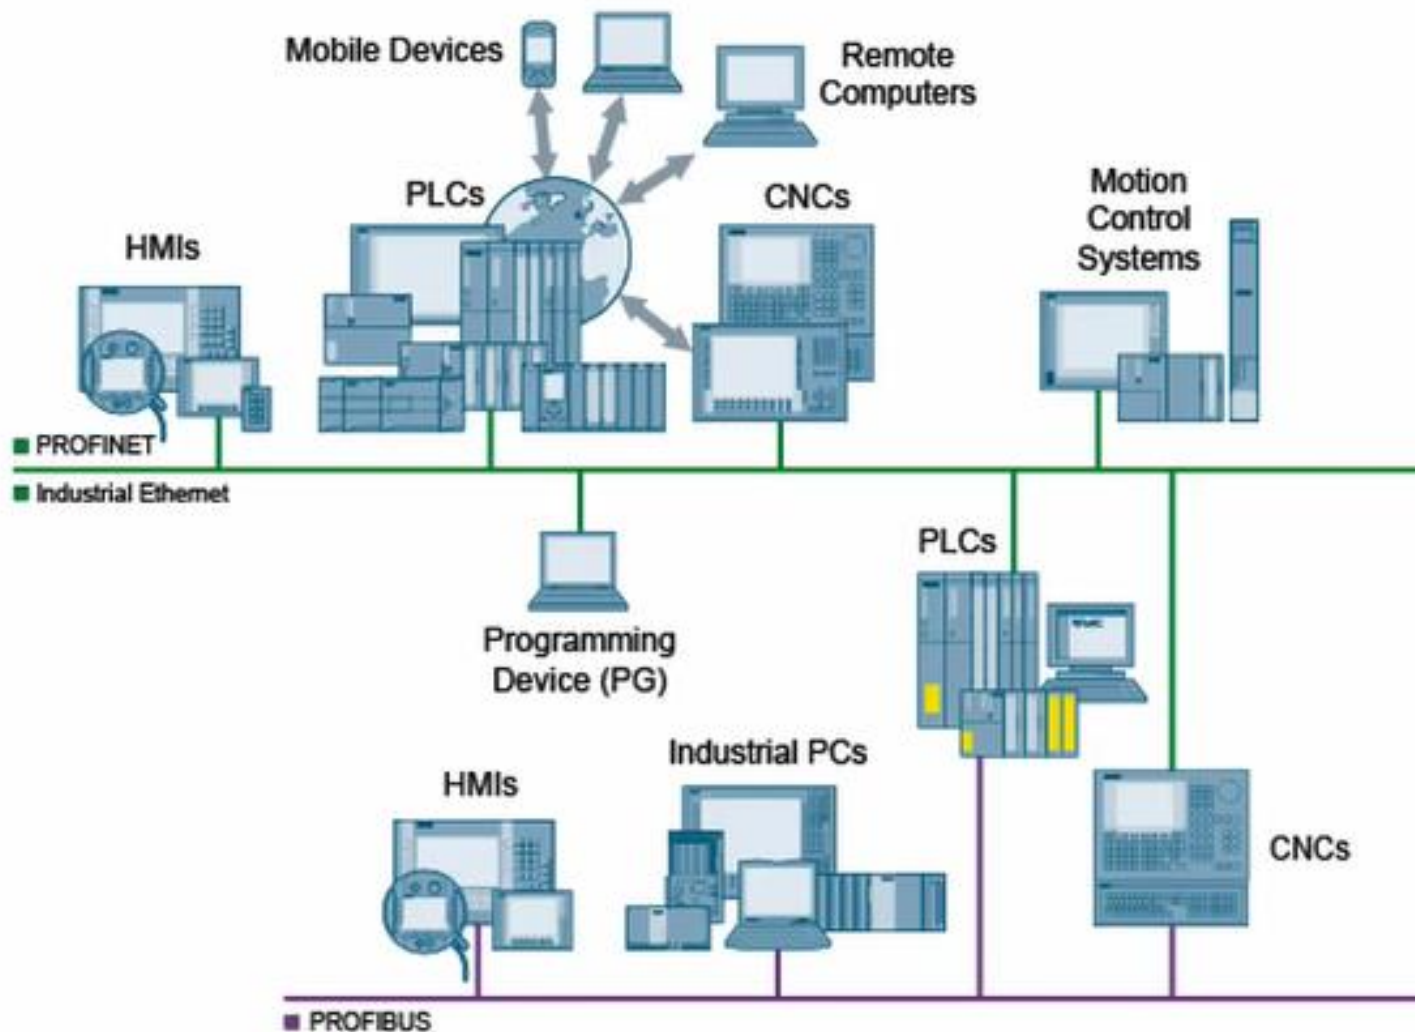 Mobile Devices
Remote
Computers
PLCs
CNCs
Motion
Control
Systems
HMIs
PROFINET
Industrial Ethernet
PLCs
Programming
Device (PG)
Industrial PCs
HMIs
CNCs
PROFIBUS